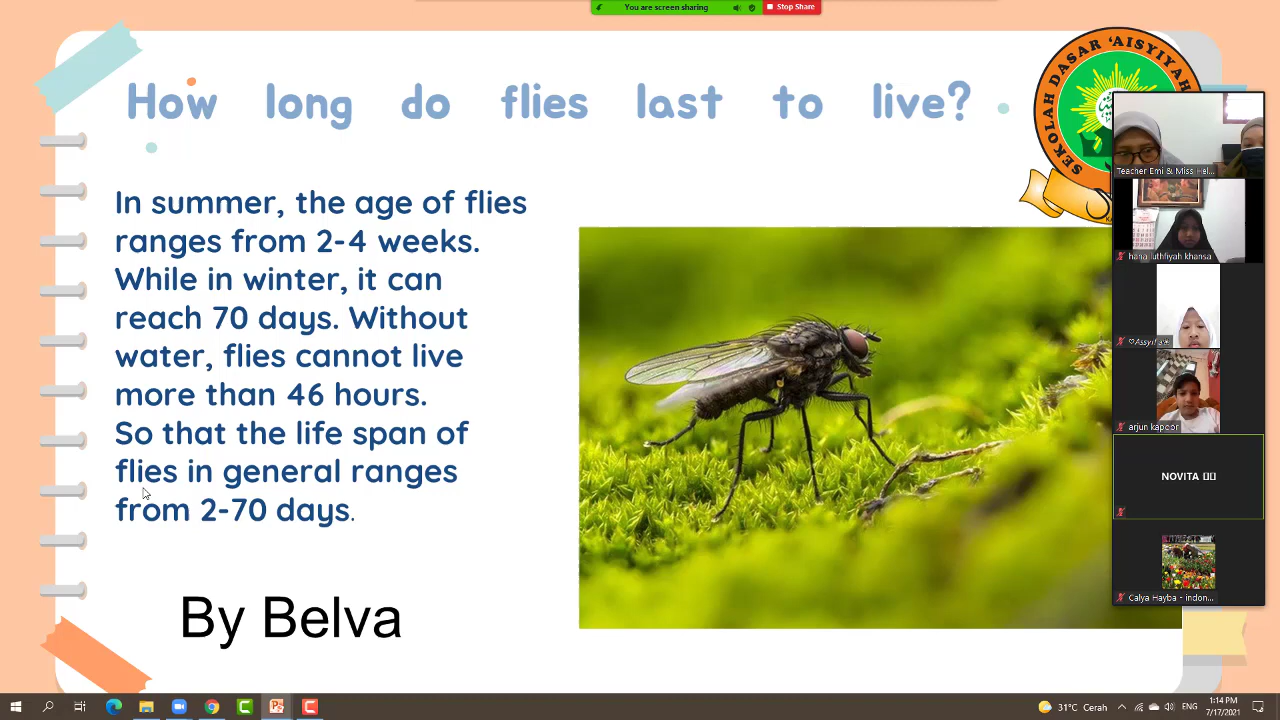 You are screen sharing
Stop Share
How long do flies last to live?
SEKOLAH DASAR 'AISYIYAH
In summer, the age of flies
ranges from 2-4 weeks.
While in winter, it can
reach 70 days. Without
water, flies cannot live
more than 46 hours.
So that the life span of
flies in general ranges
from 2-70 days.
By Belva
Teacher Emi & Miss Hel...
hana luthfiyah khansa
♡Assyifa☀
arjun kapoor
NOVITA
Calya Hayba - indon...
31°C Cerah
ENG
1:14 PM
7/17/2021